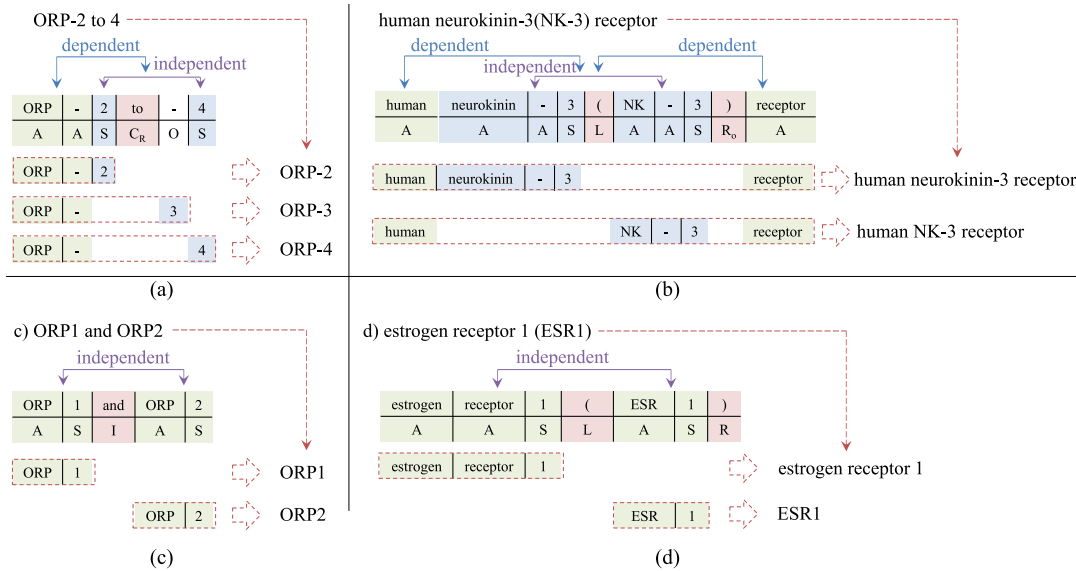 ORP-2 to 4
dependent
independent
ORP - 2 to - 4
A A S C_R O S
ORP - 2 ORP-2
ORP - 3 ORP-3
ORP - 4 ORP-4
(a)
human neurokinin-3(NK-3) receptor
dependent dependent
independent
human neurokinin - 3 ( NK - 3 ) receptor
A A A S L A A S R_o A
human neurokinin - 3 receptor human neurokinin-3 receptor
human NK - 3 receptor human NK-3 receptor
(b)
c) ORP1 and ORP2
independent
ORP 1 and ORP 2
A S I A S
ORP 1 ORP1
ORP 2 ORP2
(c)
d) estrogen receptor 1 (ESR1)
independent
estrogen receptor 1 ( ESR 1 )
A A S L A S R
estrogen receptor 1 estrogen receptor 1
ESR 1 ESR1
(d)